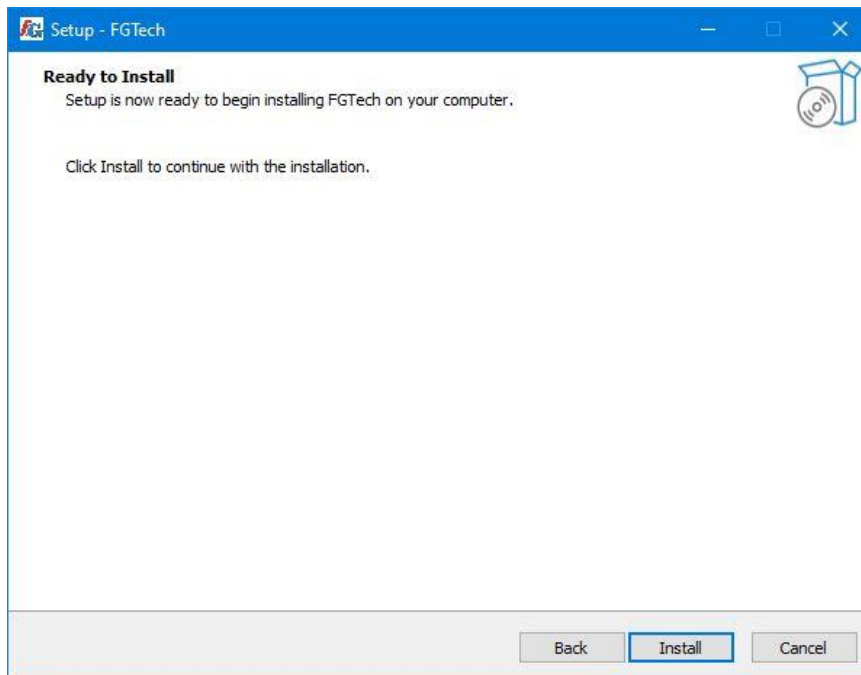 FG Setup - FGTech
Ready to Install
Setup is now ready to begin installing FGTech on your computer.
Click Install to continue with the installation.
Back Install Cancel